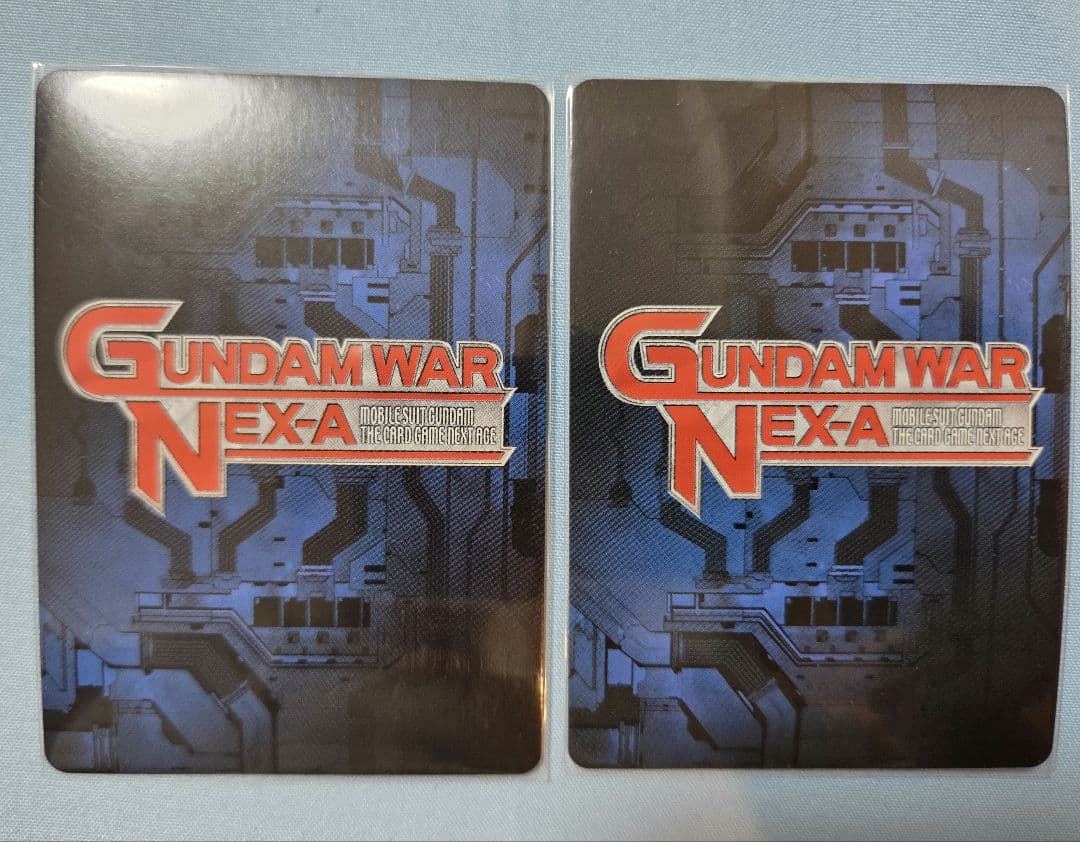 GUNDAM WAR
NEX-A
MOBILE SUIT GUNDAM
THE CARD GAME NEXT AGE
GUNDAM WAR
NEX-A
MOBILE SUIT GUNDAM
THE CARD GAME NEXT AGE